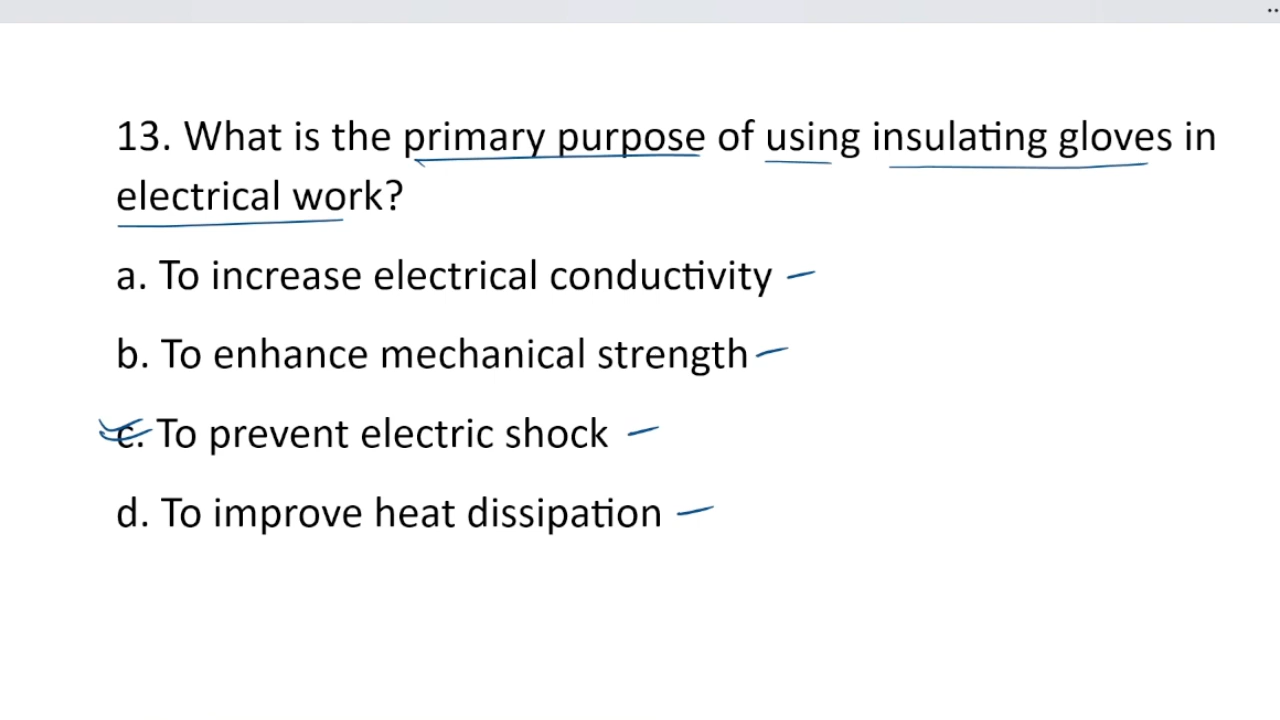 13. What is the primary purpose of using insulating gloves in
electrical work?
a. To increase electrical conductivity
b. To enhance mechanical strength
c. To prevent electric shock
d. To improve heat dissipation